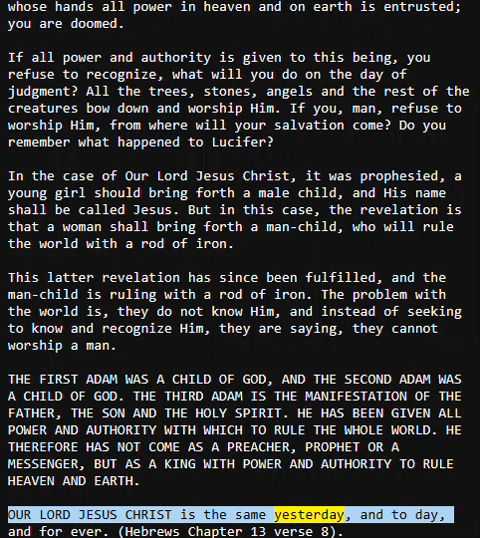 whose hands all power in heaven and on earth is entrusted;
you are doomed.
If all power and authority is given to this being, you
refuse to recognize, what will you do on the day of
judgment? All the trees, stones, angels and the rest of the
creatures bow down and worship Him. If you, man, refuse to
worship Him, from where will your salvation come? Do you
remember what happened to Lucifer?
In the case of Our Lord Jesus Christ, it was prophesied, a
young girl should bring forth a male child, and His name
shall be called Jesus. But in this case, the revelation is
that a woman shall bring forth a man-child, who will rule
the world with a rod of iron.
This latter revelation has since been fulfilled, and the
man-child is ruling with a rod of iron. The problem with
the world is, they do not know Him, and instead of seeking
to know and recognize Him, they are saying, they cannot
worship a man.
THE FIRST ADAM WAS A CHILD OF GOD, AND THE SECOND ADAM WAS
A CHILD OF GOD. THE THIRD ADAM IS THE MANIFESTATION OF THE
FATHER, THE SON AND THE HOLY SPIRIT. HE HAS BEEN GIVEN ALL
POWER AND AUTHORITY WITH WHICH TO RULE THE WHOLE WORLD. HE
THEREFORE HAS NOT COME AS A PREACHER, PROPHET OR A
MESSENGER, BUT AS A KING WITH POWER AND AUTHORITY TO RULE
HEAVEN AND EARTH.
OUR LORD JESUS CHRIST is the same yesterday, and to day,
and for ever. (Hebrews Chapter 13 verse 8).